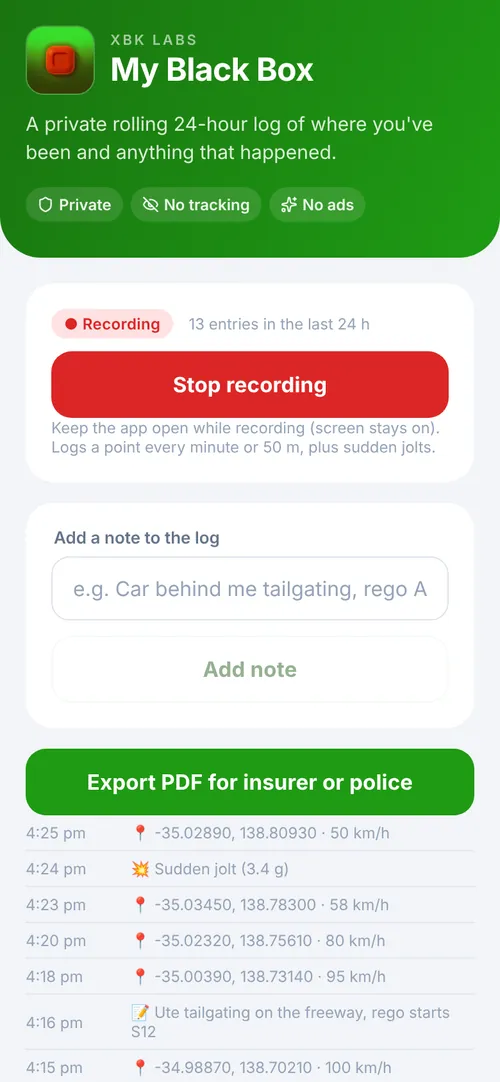 XBK LABS
My Black Box
A private rolling 24-hour log of where you've
been and anything that happened.
Private
No tracking
No ads
Recording
13 entries in the last 24 h
Stop recording
Keep the app open while recording (screen stays on).
Logs a point every minute or 50 m, plus sudden jolts.
Add a note to the log
e.g. Car behind me tailgating, rego A
Add note
Export PDF for insurer or police
4:25 pm 📍 -35.02890, 138.80930 · 50 km/h
4:24 pm 💥 Sudden jolt (3.4 g)
4:23 pm 📍 -35.03450, 138.78300 · 58 km/h
4:20 pm 📍 -35.02320, 138.75610 · 80 km/h
4:18 pm 📍 -35.00390, 138.73140 · 95 km/h
4:16 pm 📝 Ute tailgating on the freeway, rego starts
S12
4:15 pm 📍 -34.98870, 138.70210 · 100 km/h